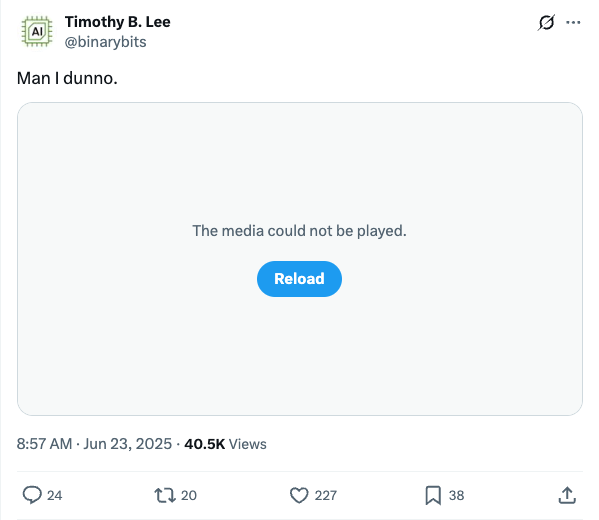 Timothy B. Lee
@binarybits
AI
Man I dunno.
The media could not be played.
Reload
8:57 AM · Jun 23, 2025 · 40.5K Views
24 20 227 38